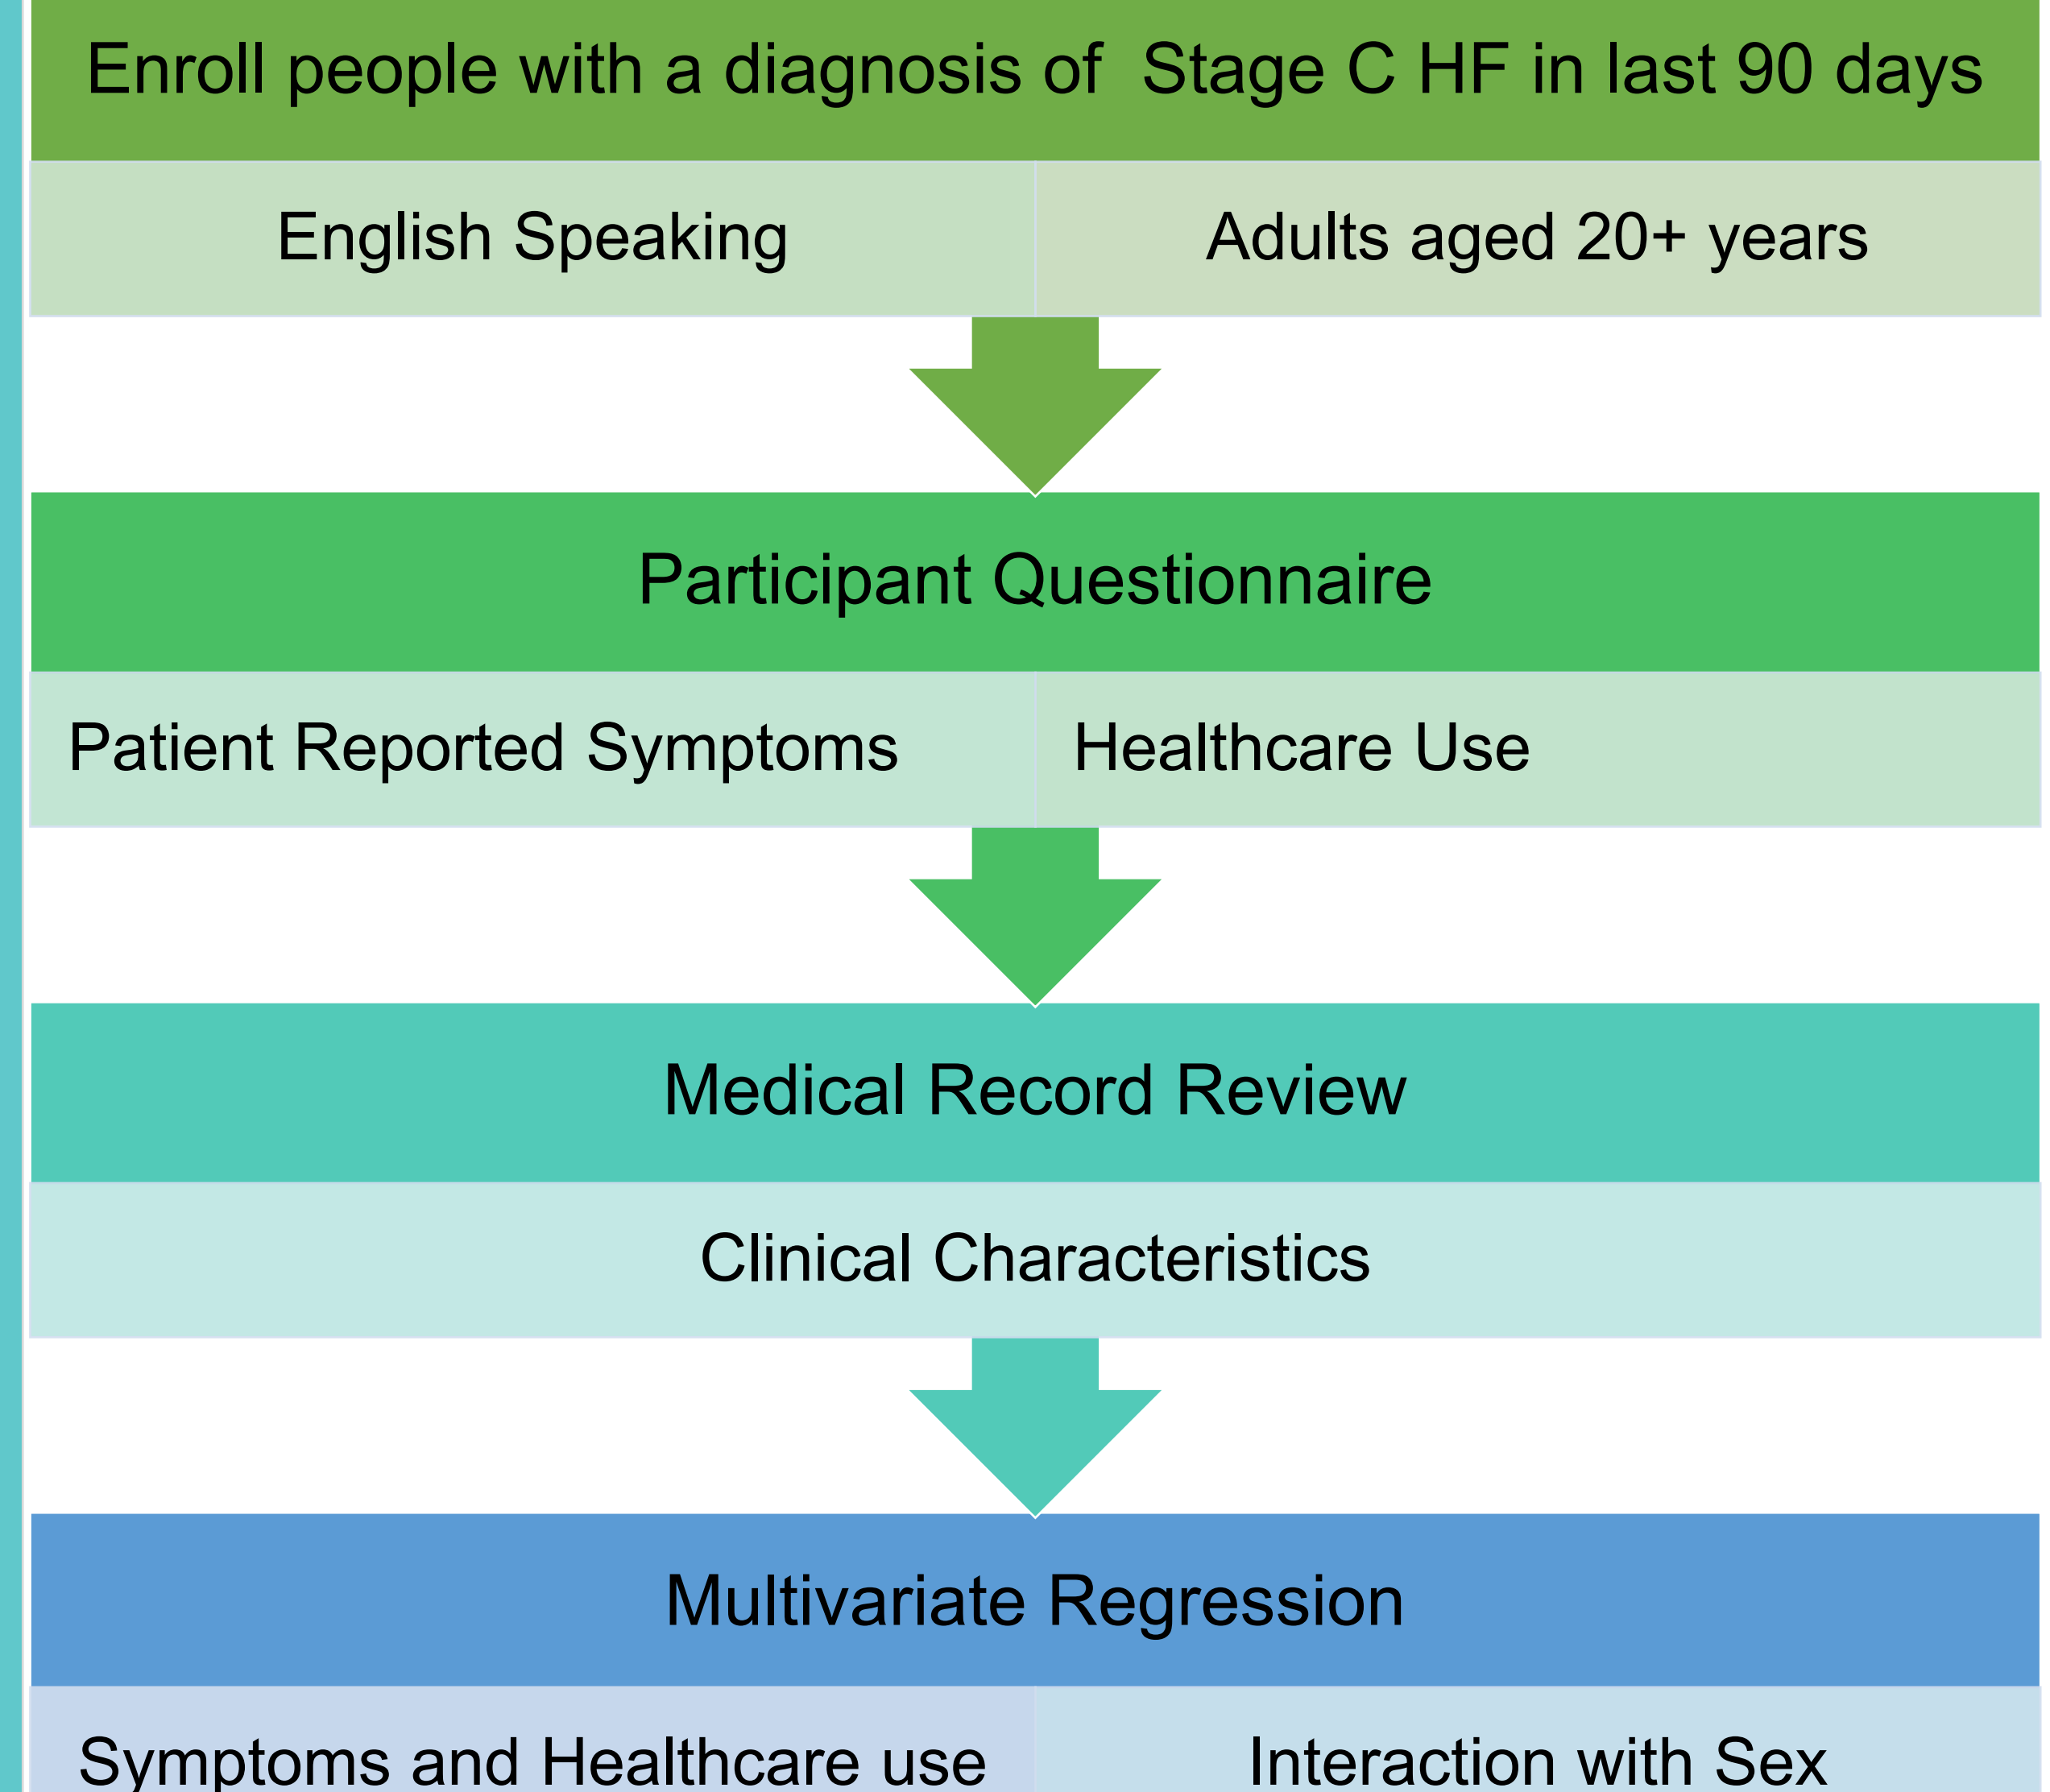 Enroll people with a diagnosis of Stage C HF in last 90 days
English Speaking
Adults aged 20+ years
Participant Questionnaire
Patient Reported Symptoms
Healthcare Use
Medical Record Review
Clinical Characteristics
Multivariate Regression
Symptoms and Healthcare use
Interaction with Sex